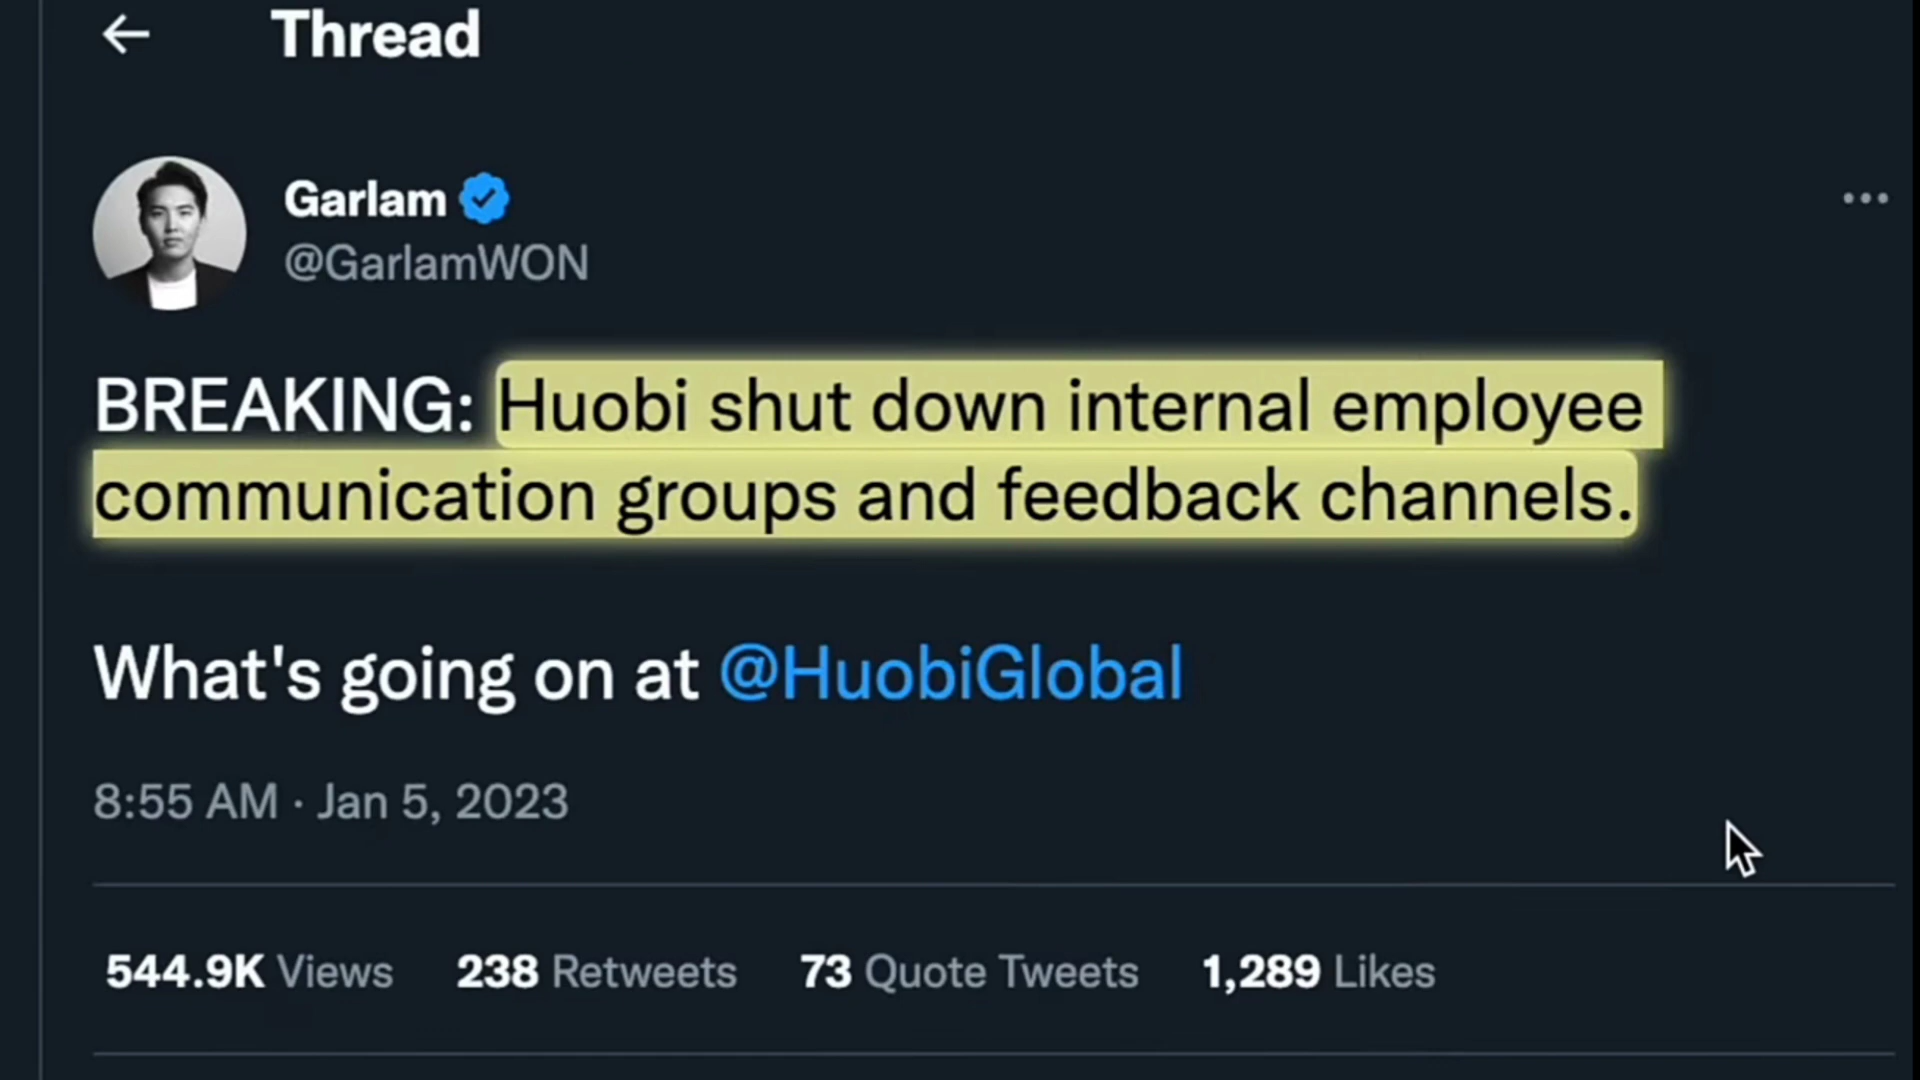 Thread
Garlam
@GarlamWON
BREAKING: Huobi shut down internal employee
communication groups and feedback channels.
What's going on at @HuobiGlobal
8:55 AM · Jan 5, 2023
544.9K Views 238 Retweets 73 Quote Tweets 1,289 Likes